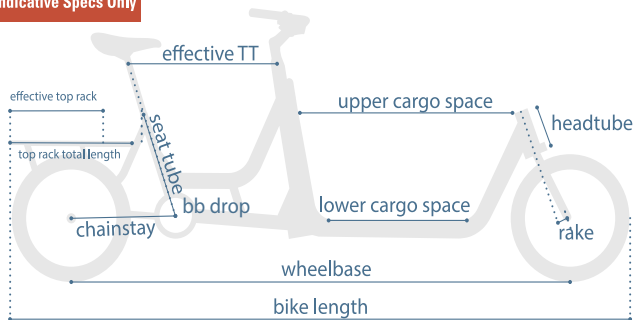 Indicative Specs Only
effective TT
effective top rack
upper cargo space
headtube
top rack total length
seat tube
bb drop
lower cargo space
chainstay
rake
wheelbase
bike length